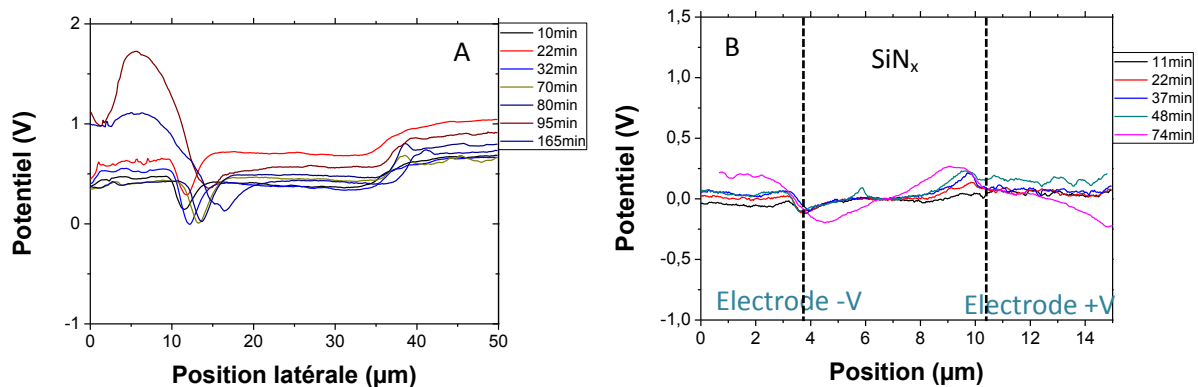 A
2
1
0
-1
Potentiel (V)
0
10
20
30
40
50
Position latérale (µm)
10min
22min
32min
70min
80min
95min
165min
B
SiNₓ
1,5
1,0
0,5
0,0
-0,5
-1,0
Potentiel (V)
0
2
4
6
8
10
12
14
Position (µm)
Electrode -V
Electrode +V
11min
22min
37min
48min
74min